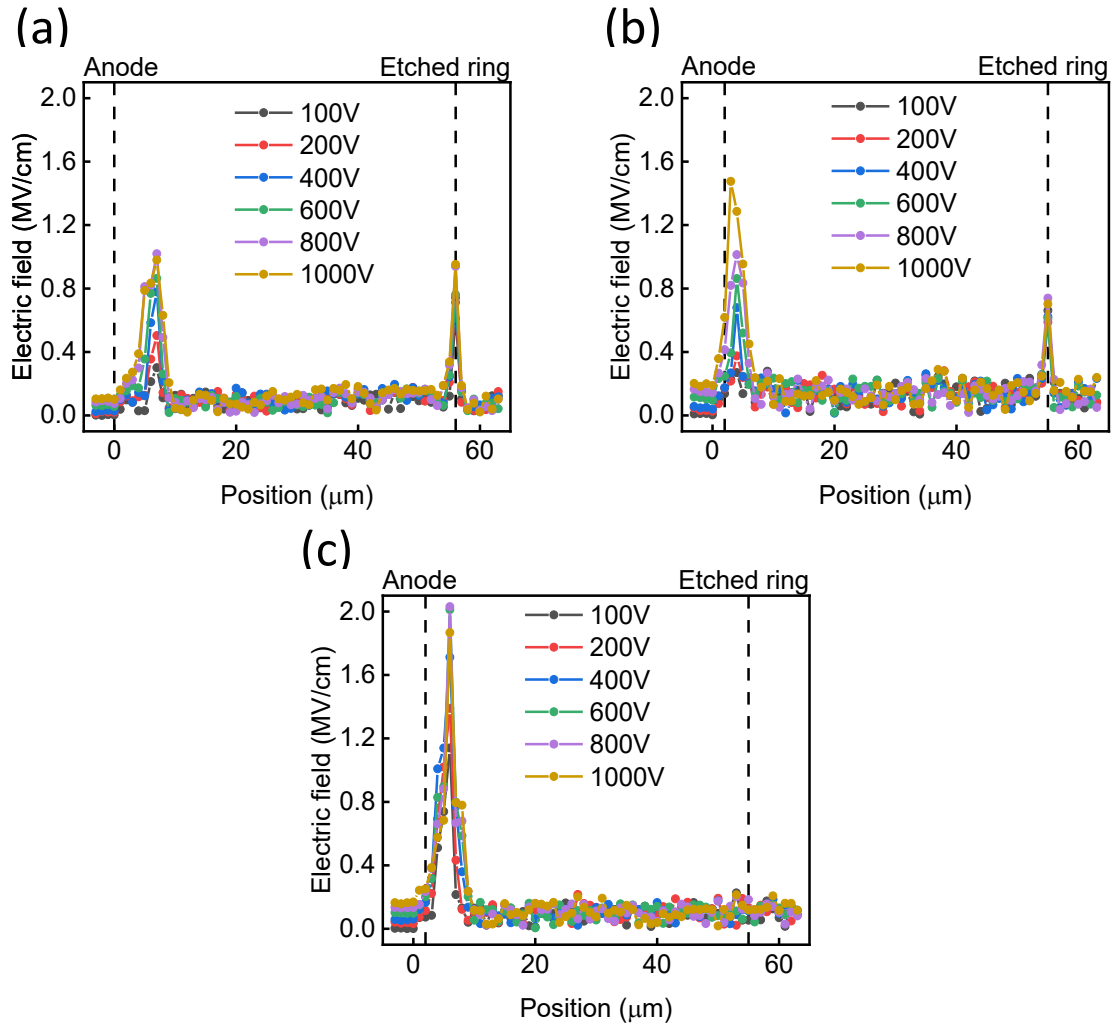 (a)
Anode Etched ring
Electric field (MV/cm)
2.0
1.6
1.2
0.8
0.4
0.0
100V
200V
400V
600V
800V
1000V
0 20 40 60
Position (μm)
(b)
Anode Etched ring
Electric field (MV/cm)
2.0
1.6
1.2
0.8
0.4
0.0
100V
200V
400V
600V
800V
1000V
0 20 40 60
Position (μm)
(c)
Anode Etched ring
Electric field (MV/cm)
2.0
1.6
1.2
0.8
0.4
0.0
100V
200V
400V
600V
800V
1000V
0 20 40 60
Position (μm)